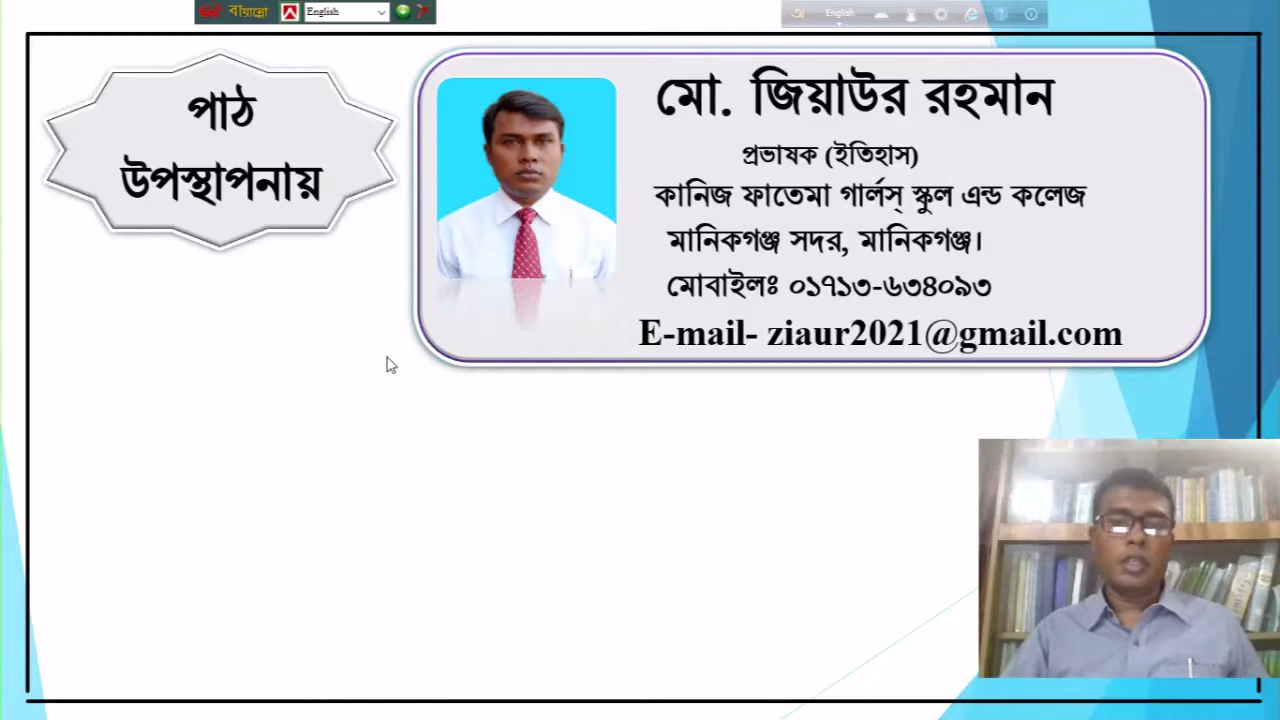 বায়ান্নো English
English
পাঠ
উপস্থাপনায়
মো. জিয়াউর রহমান
প্রভাষক (ইতিহাস)
কানিজ ফাতেমা গার্লস্ স্কুল এন্ড কলেজ
মানিকগঞ্জ সদর, মানিকগঞ্জ।
মোবাইলঃ ০১৭১৩-৬৩৪০৯৩
E-mail- ziaur2021@gmail.com